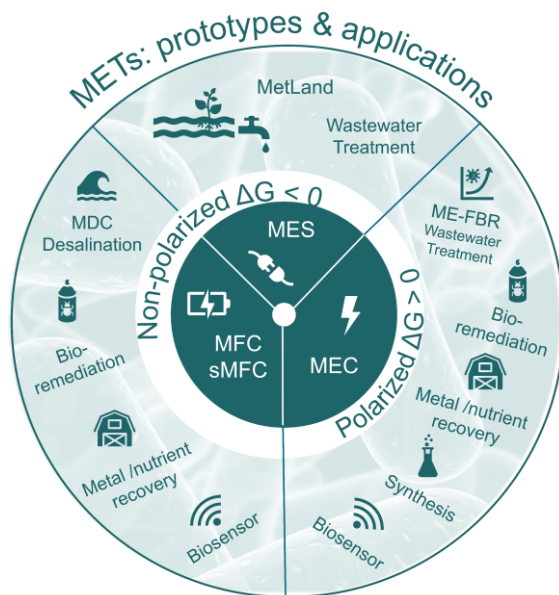 METs: prototypes & applications
MetLand
Wastewater
Treatment
MDC
Desalination
Bio-
remediation
Metal /nutrient
recovery
Biosensor
ME-FBR
Wastewater
Treatment
Bio-
remediation
Metal /nutrient
recovery
Synthesis
Biosensor
Non-polarized ΔG < 0
Polarized ΔG > 0
MES
MFC
sMFC
MEC